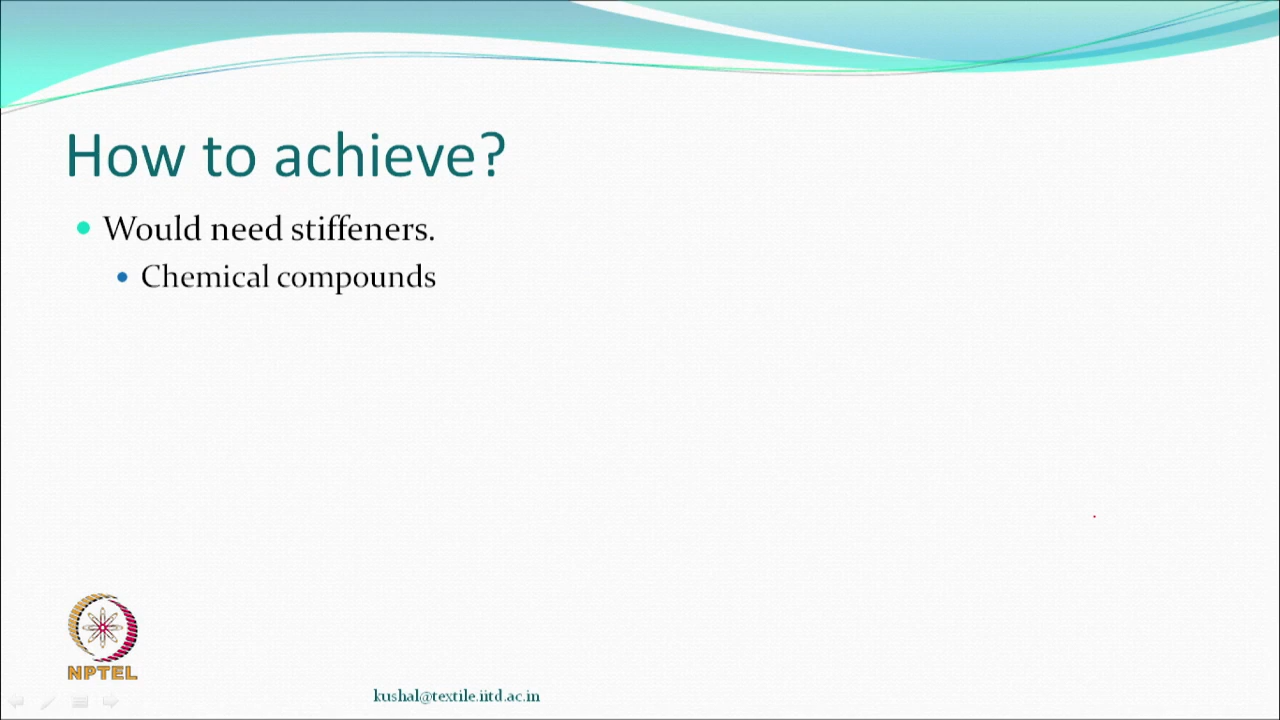 How to achieve?
Would need stiffeners.
Chemical compounds
NPTEL
kushal@textile.iitd.ac.in